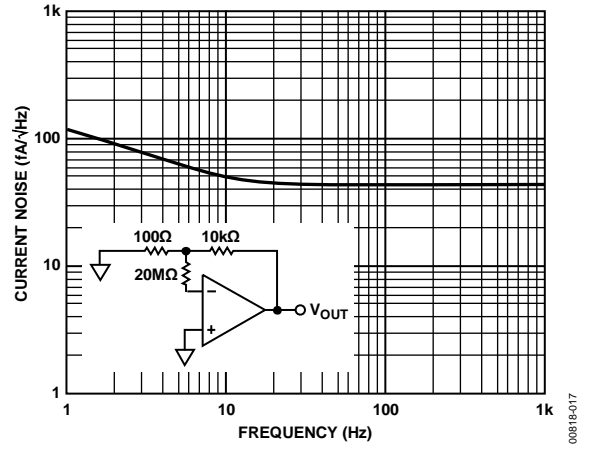 1k
100
10
1
CURRENT NOISE (fA/√Hz)
100Ω
10kΩ
20MΩ
–
+
VOUT
1
10
100
1k
FREQUENCY (Hz)
00818-017